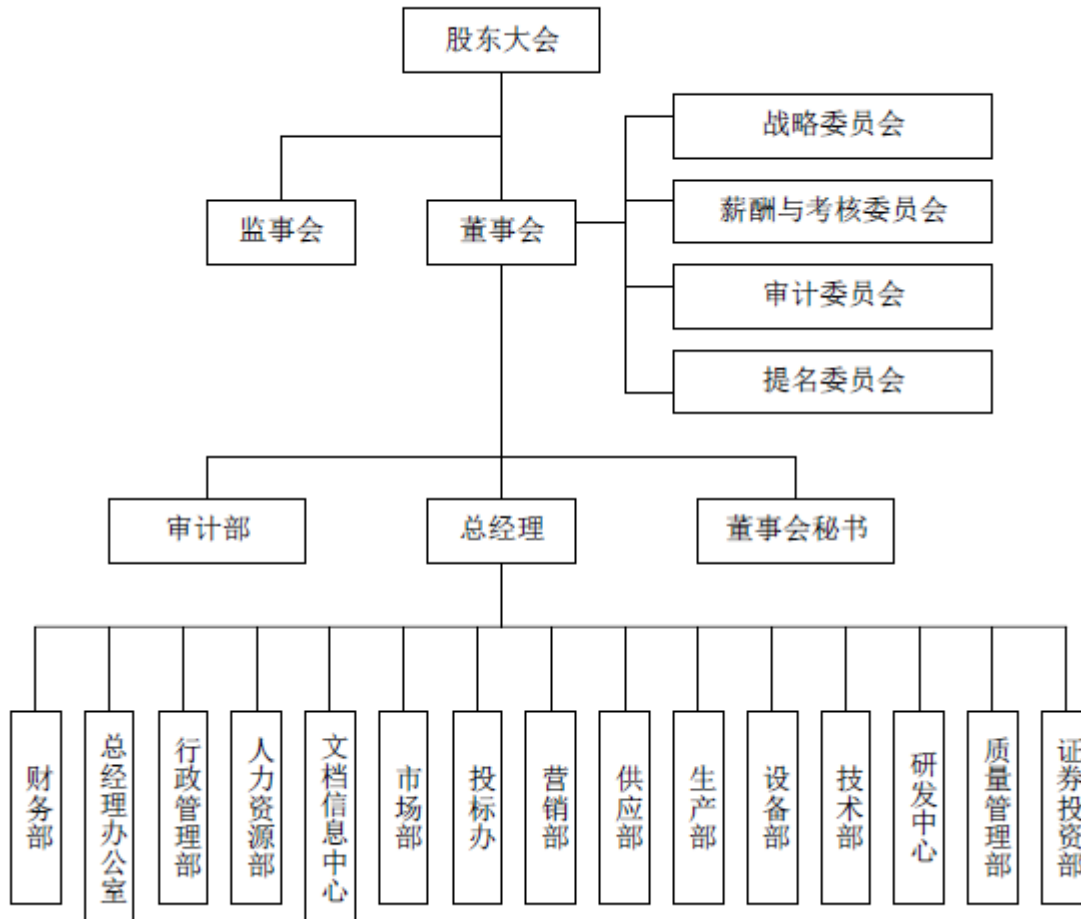 股东大会
战略委员会
薪酬与考核委员会
监事会
董事会
审计委员会
提名委员会
审计部
总经理
董事会秘书
财务部
总经理办公室
行政管理部
人力资源部
文档信息中心
市场部
投标办
营销部
供应部
生产部
设备部
技术部
研发中心
质量管理部
证券投资部